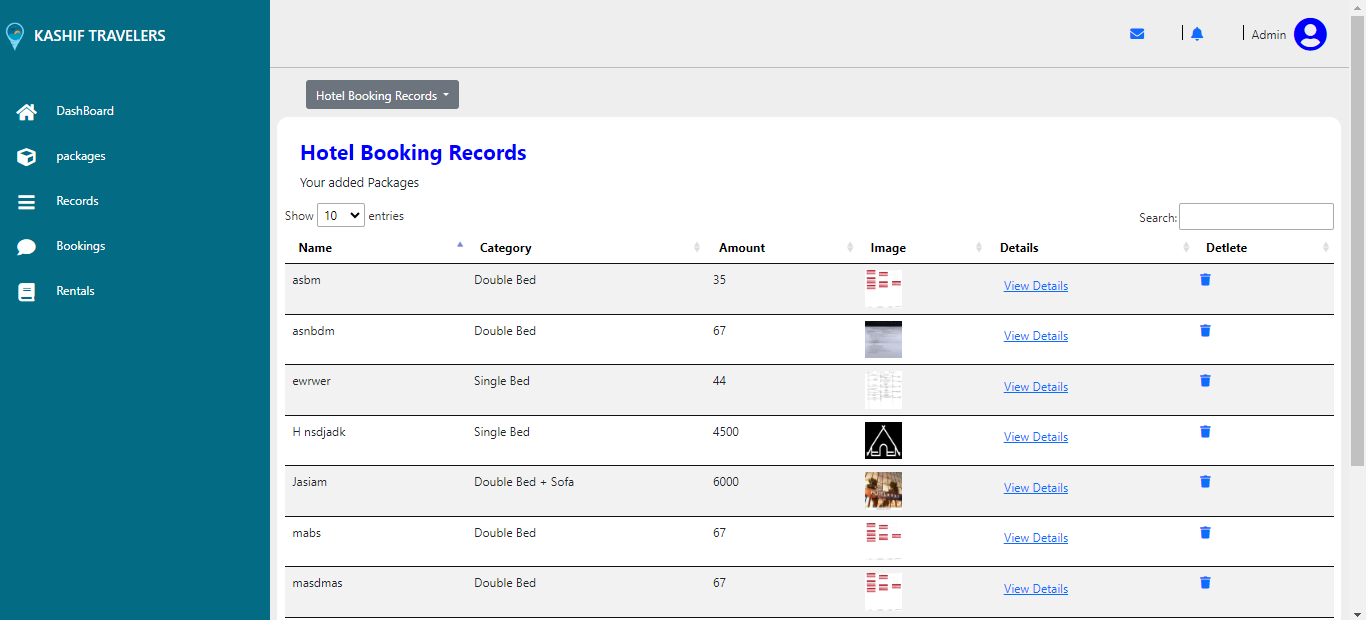 KASHIF TRAVELERS
Admin
DashBoard
packages
Records
Bookings
Rentals
Hotel Booking Records
Hotel Booking Records
Your added Packages
Show 10 entries
Search:
Name Category Amount Image Details Detlete
asbm Double Bed 35 View Details
asnbdm Double Bed 67 View Details
ewrwer Single Bed 44 View Details
H nsdjadk Single Bed 4500 View Details
Jasiam Double Bed + Sofa 6000 View Details
mabs Double Bed 67 View Details
masdmas Double Bed 67 View Details